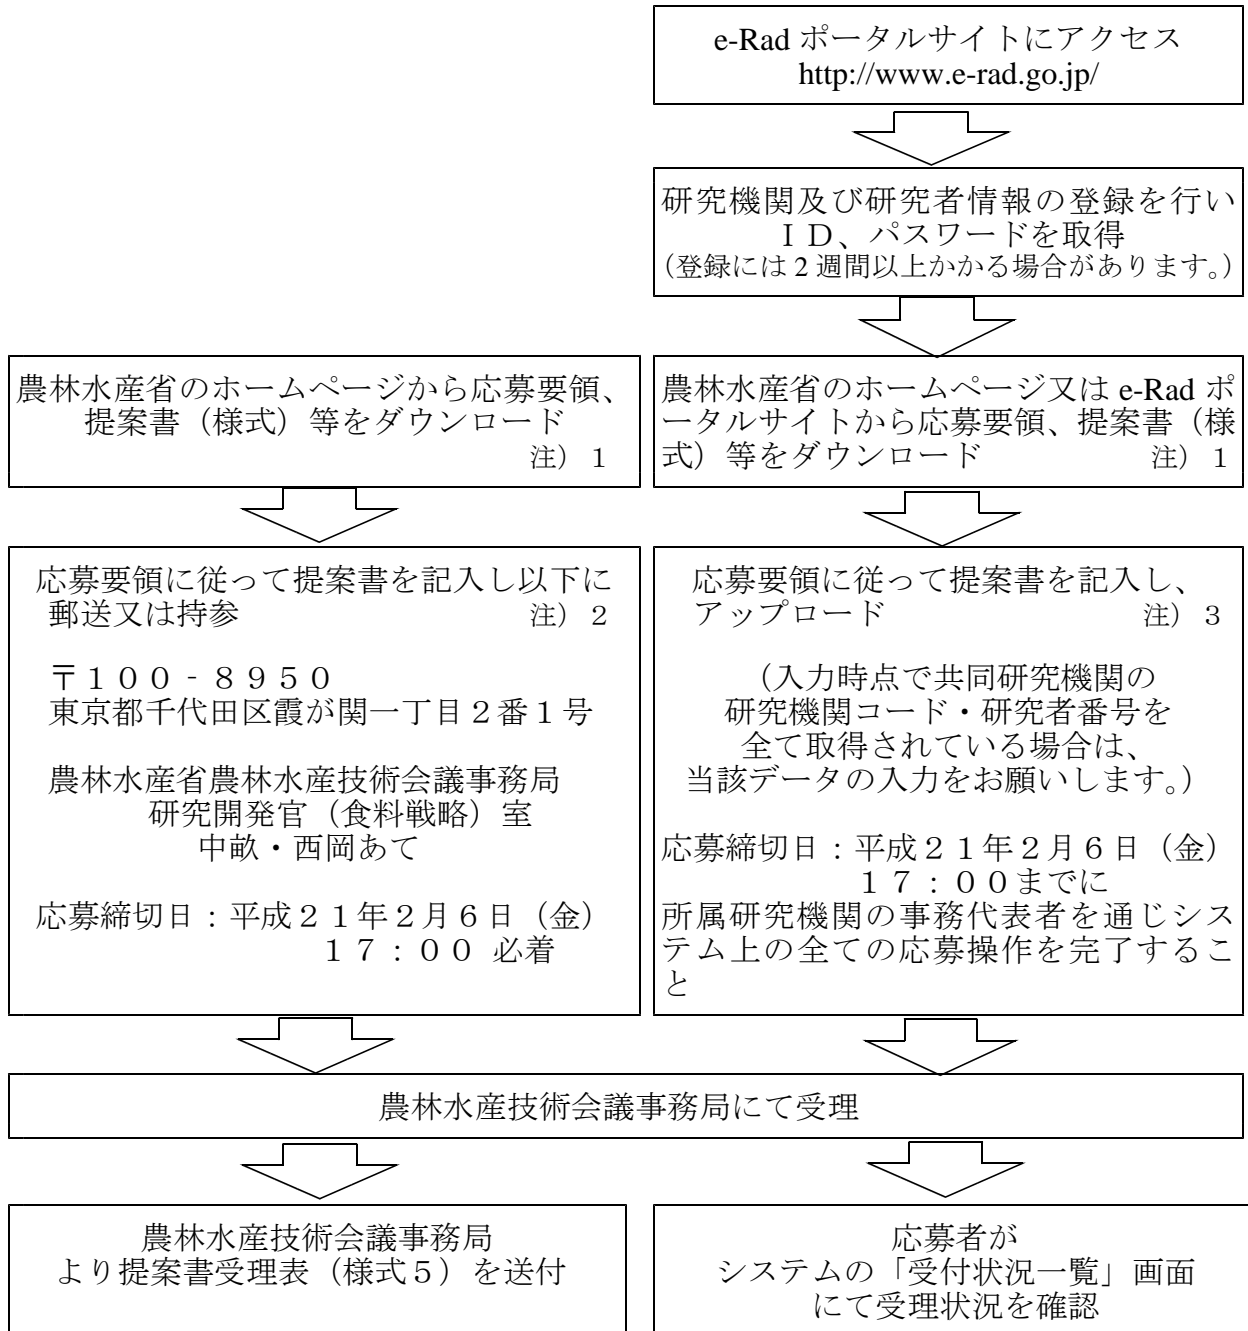 e-Rad ポータルサイトにアクセス
http://www.e-rad.go.jp/
研究機関及び研究者情報の登録を行い
ＩＤ、パスワードを取得
（登録には 2 週間以上かかる場合があります。）
農林水産省のホームページから応募要領、
提案書（様式）等をダウンロード
注）１
農林水産省のホームページ又は e-Rad ポ
ータルサイトから応募要領、提案書（様
式）等をダウンロード 注）１
応募要領に従って提案書を記入し以下に
郵送又は持参 注）２
〒１００‐８９５０
東京都千代田区霞が関一丁目２番１号
農林水産省農林水産技術会議事務局
研究開発官（食料戦略）室
中畝・西岡あて
応募締切日：平成２１年２月６日（金）
１７：００ 必着
応募要領に従って提案書を記入し、
アップロード 注）３
（入力時点で共同研究機関の
研究機関コード・研究者番号を
全て取得されている場合は、
当該データの入力をお願いします。）
応募締切日：平成２１年２月６日（金）
１７：００までに
所属研究機関の事務代表者を通じシス
テム上の全ての応募操作を完了するこ
と
農林水産技術会議事務局にて受理
農林水産技術会議事務局
より提案書受理表（様式５）を送付
応募者が
システムの「受付状況一覧」画面
にて受理状況を確認